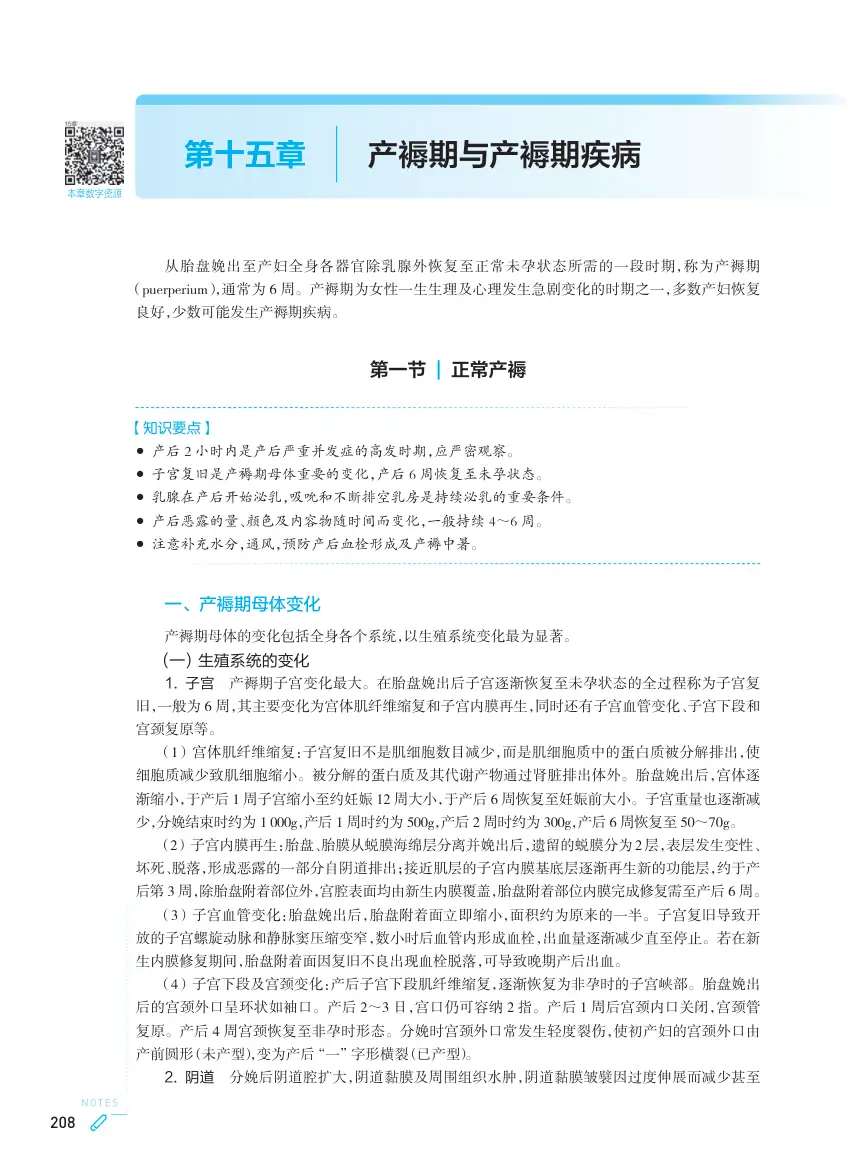 15章
本章数字资源
第十五章 产褥期与产褥期疾病
从胎盘娩出至产妇全身各器官除乳腺外恢复至正常未孕状态所需的一段时期,称为产褥期
(puerperium),通常为 6 周。产褥期为女性一生生理及心理发生急剧变化的时期之一,多数产妇恢复
良好,少数可能发生产褥期疾病。
第一节 | 正常产褥
【知识要点】
● 产后 2 小时内是产后严重并发症的高发时期,应严密观察。
● 子宫复旧是产褥期母体重要的变化,产后 6 周恢复至未孕状态。
● 乳腺在产后开始泌乳,吸吮和不断排空乳房是持续泌乳的重要条件。
● 产后恶露的量、颜色及内容物随时间而变化,一般持续 4~6 周。
● 注意补充水分,通风,预防产后血栓形成及产褥中暑。
一、产褥期母体变化
产褥期母体的变化包括全身各个系统,以生殖系统变化最为显著。
(一) 生殖系统的变化
1. 子宫 产褥期子宫变化最大。在胎盘娩出后子宫逐渐恢复至未孕状态的全过程称为子宫复
旧,一般为 6 周,其主要变化为宫体肌纤维缩复和子宫内膜再生,同时还有子宫血管变化、子宫下段和
宫颈复原等。
(1)宫体肌纤维缩复:子宫复旧不是肌细胞数目减少,而是肌细胞质中的蛋白质被分解排出,使
细胞质减少致肌细胞缩小。被分解的蛋白质及其代谢产物通过肾脏排出体外。胎盘娩出后,宫体逐
渐缩小,于产后 1 周子宫缩小至约妊娠 12 周大小,于产后 6 周恢复至妊娠前大小。子宫重量也逐渐减
少,分娩结束时约为 1 000g,产后 1 周时约为 500g,产后 2 周时约为 300g,产后 6 周恢复至 50~70g。
(2)子宫内膜再生:胎盘、胎膜从蜕膜海绵层分离并娩出后,遗留的蜕膜分为 2 层,表层发生变性、
坏死、脱落,形成恶露的一部分自阴道排出;接近肌层的子宫内膜基底层逐渐再生新的功能层,约于产
后第 3 周,除胎盘附着部位外,宫腔表面均由新生内膜覆盖,胎盘附着部位内膜完成修复需至产后 6 周。
(3)子宫血管变化:胎盘娩出后,胎盘附着面立即缩小,面积约为原来的一半。子宫复旧导致开
放的子宫螺旋动脉和静脉窦压缩变窄,数小时后血管内形成血栓,出血量逐渐减少直至停止。若在新
生内膜修复期间,胎盘附着面因复旧不良出现血栓脱落,可导致晚期产后出血。
(4)子宫下段及宫颈变化:产后子宫下段肌纤维缩复,逐渐恢复为非孕时的子宫峡部。胎盘娩出
后的宫颈外口呈环状如袖口。产后 2~3 日,宫口仍可容纳 2 指。产后 1 周后宫颈内口关闭,宫颈管
复原。产后 4 周宫颈恢复至非孕时形态。分娩时宫颈外口常发生轻度裂伤,使初产妇的宫颈外口由
产前圆形(未产型),变为产后“一”字形横裂(已产型)。
2. 阴道 分娩后阴道腔扩大,阴道黏膜及周围组织水肿,阴道黏膜皱襞因过度伸展而减少甚至
NOTES
208